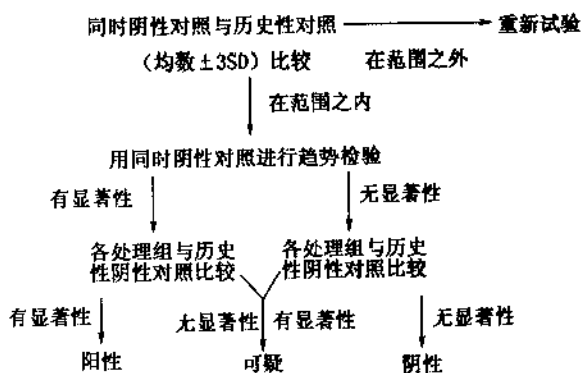 同时阴性对照与历史性对照 重新试验
（均数±3SD）比较 在范围之外
在范围之内
用同时阴性对照进行趋势检验
有显著性 无显著性
各处理组与历史 各处理组与历史
性阴性对照比较 性阴性对照比较
有显著性 无显著性 有显著性 无显著性
阳性 可疑 阴性